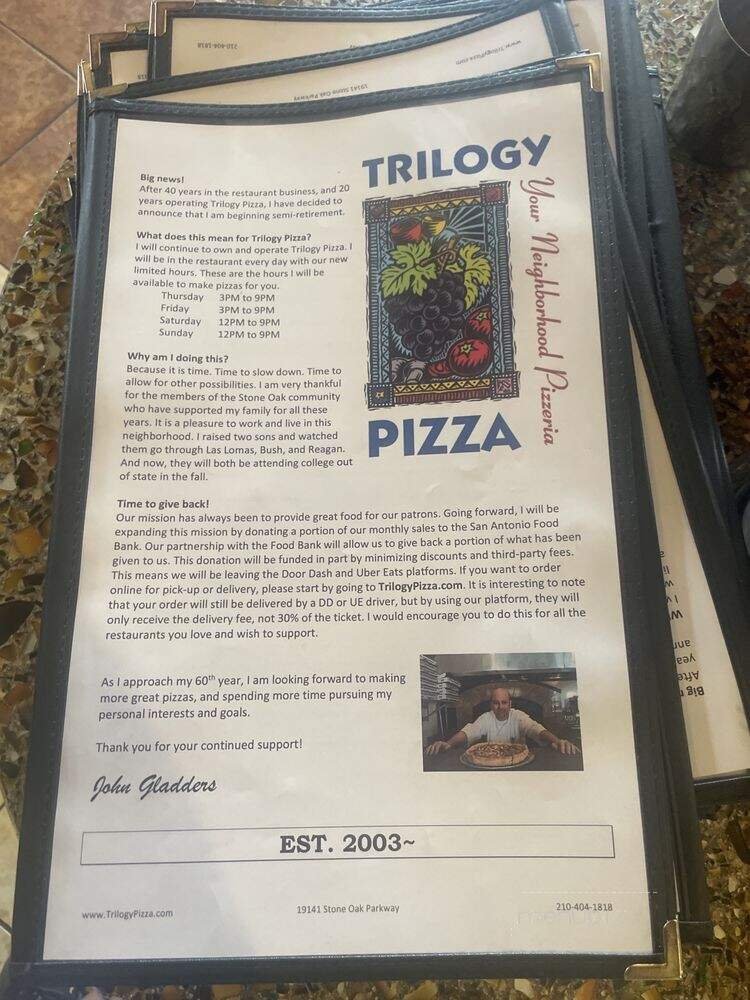 210-404-1818
www.TrilogyPizza.com
19141 Stone Oak Parkway
TRILOGY
Your Neighborhood Pizzeria
PIZZA
Big news!
After 40 years in the restaurant business, and 20
years operating Trilogy Pizza, I have decided to
announce that I am beginning semi-retirement.
What does this mean for Trilogy Pizza?
I will continue to own and operate Trilogy Pizza. I
will be in the restaurant every day with our new
limited hours. These are the hours I will be
available to make pizzas for you.
Thursday 3PM to 9PM
Friday 3PM to 9PM
Saturday 12PM to 9PM
Sunday 12PM to 9PM
Why am I doing this?
Because it is time. Time to slow down. Time to
allow for other possibilities. I am very thankful
for the members of the Stone Oak community
who have supported my family for all these
years. It is a pleasure to work and live in this
neighborhood. I raised two sons and watched
them go through Las Lomas, Bush, and Reagan.
And now, they will both be attending college out
of state in the fall.
Time to give back!
Our mission has always been to provide great food for our patrons. Going forward, I will be
expanding this mission by donating a portion of our monthly sales to the San Antonio Food
Bank. Our partnership with the Food Bank will allow us to give back a portion of what has been
given to us. This donation will be funded in part by minimizing discounts and third-party fees.
This means we will be leaving the Door Dash and Uber Eats platforms. If you want to order
online for pick-up or delivery, please start by going to TrilogyPizza.com. It is interesting to note
that your order will still be delivered by a DD or UE driver, but by using our platform, they will
only receive the delivery fee, not 30% of the ticket. I would encourage you to do this for all the
restaurants you love and wish to support.
As I approach my 60th year, I am looking forward to making
more great pizzas, and spending more time pursuing my
personal interests and goals.
Thank you for your continued support!
John Gladders
EST. 2003~
www.TrilogyPizza.com
19141 Stone Oak Parkway
210-404-1818